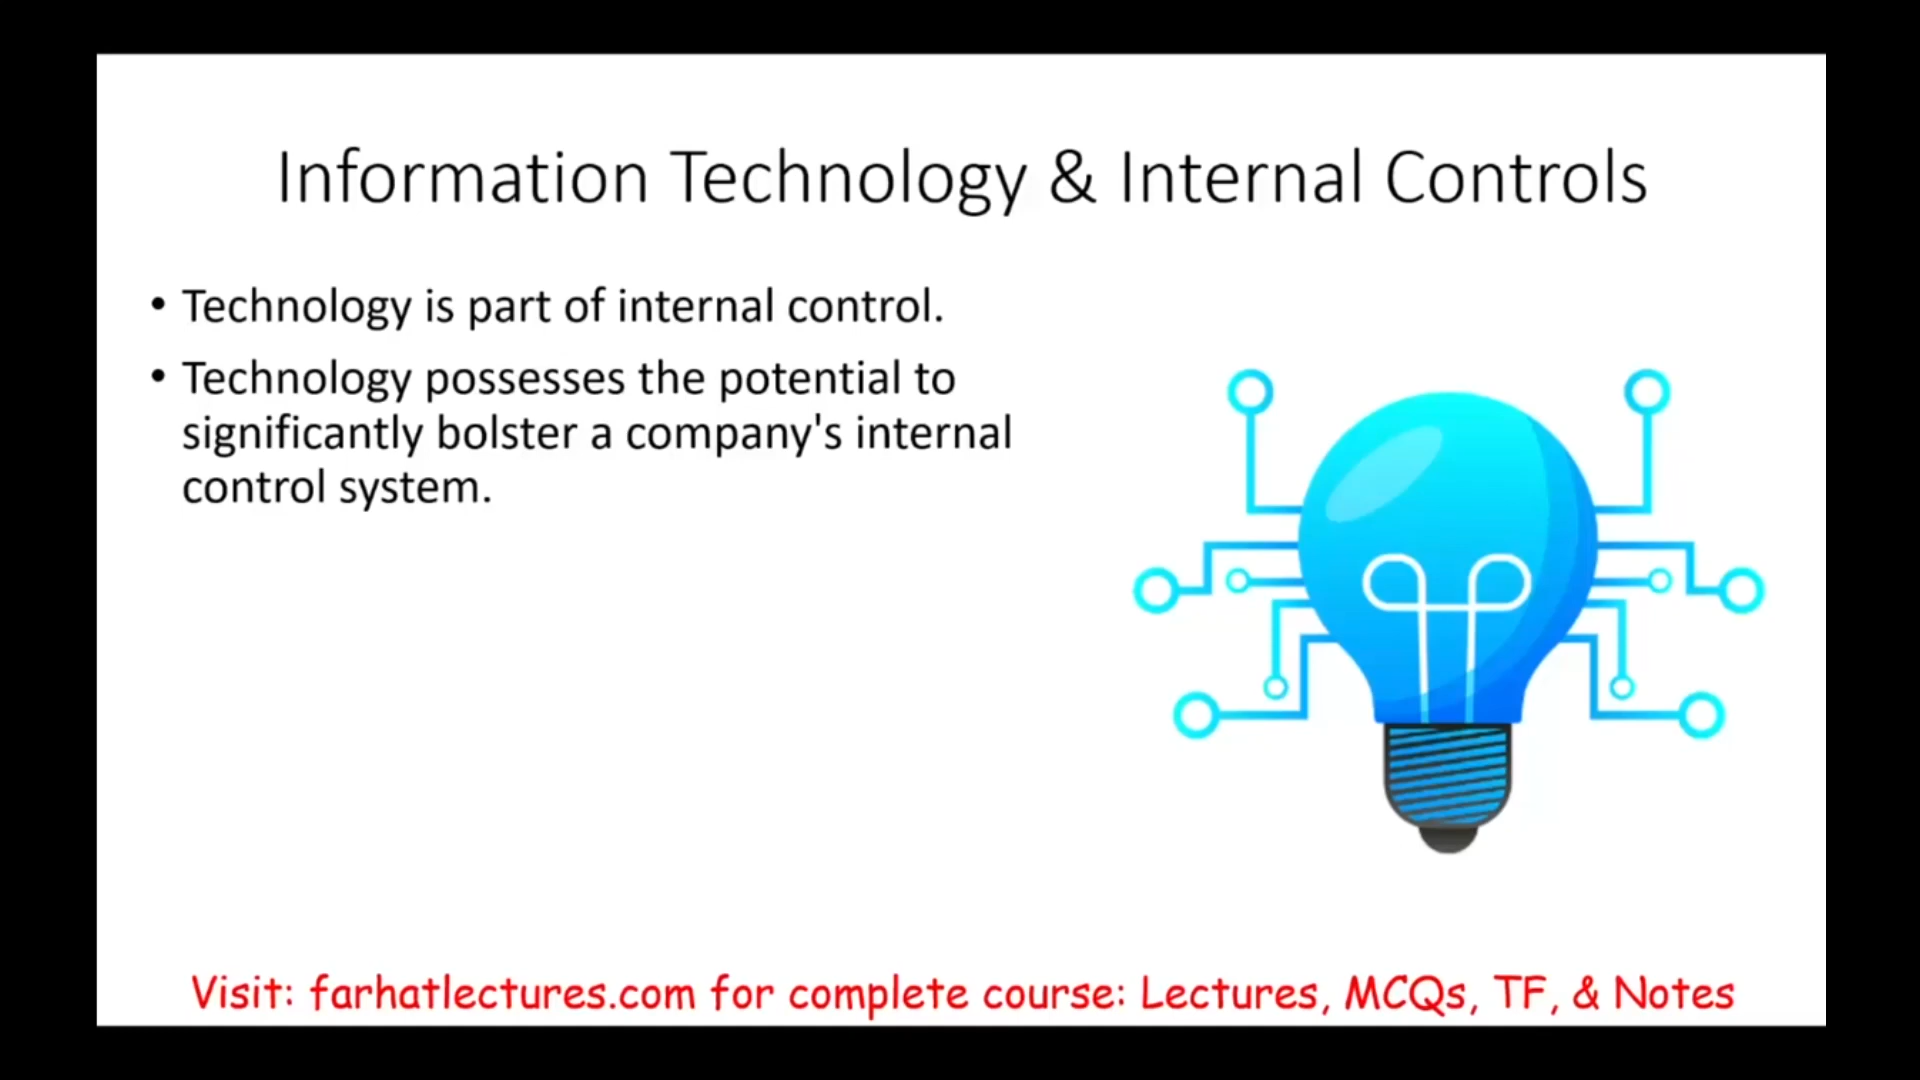 Information Technology & Internal Controls
• Technology is part of internal control.
• Technology possesses the potential to
significantly bolster a company's internal
control system.
Visit: farhatlectures.com for complete course: Lectures, MCQs, TF, & Notes